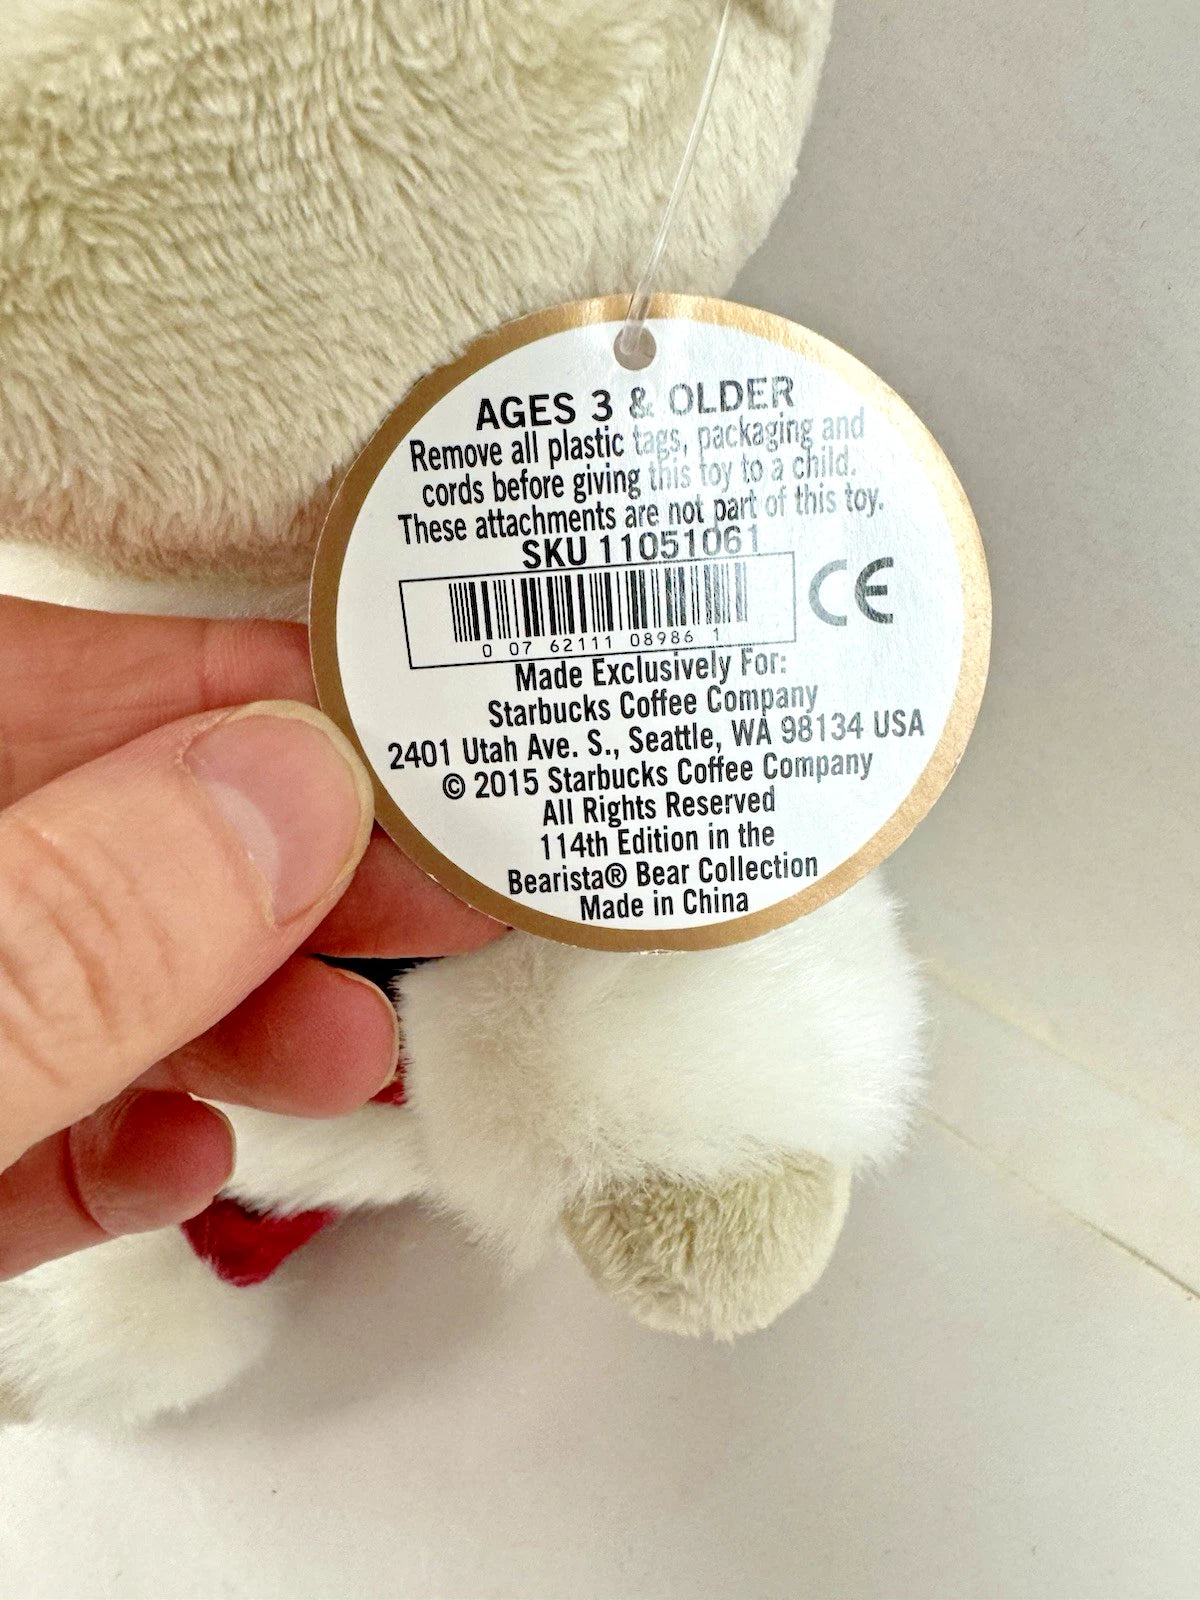 AGES 3 & OLDER
Remove all plastic tags, packaging and
cords before giving this toy to a child.
These attachments are not part of this toy.
SKU 11051061
0 07 62111 08986 1
CE
Made Exclusively For:
Starbucks Coffee Company
2401 Utah Ave. S., Seattle, WA 98134 USA
© 2015 Starbucks Coffee Company
All Rights Reserved
114th Edition in the
Bearista® Bear Collection
Made in China